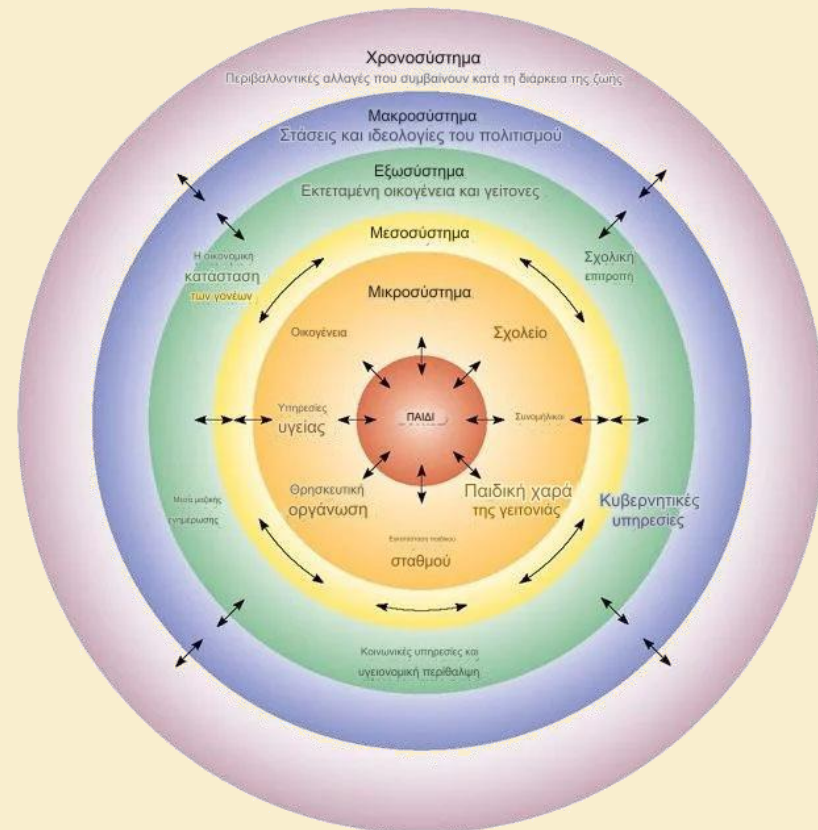 Χρονοσύστημα
Περιβαλλοντικές αλλαγές που συμβαίνουν κατά τη διάρκεια της ζωής
Μακροσύστημα
Στάσεις και ιδεολογίες του πολιτισμού
Εξωσύστημα
Εκτεταμένη οικογένεια και γείτονες
Μεσοσύστημα
Η οικονομική
κατάσταση
των γονέων
Σχολική
επιτροπή
Μικροσύστημα
Οικογένεια
Σχολείο
Υπηρεσίες
υγείας
ΠΑΙΔΙ
Συνομήλικοι
Θρησκευτική
οργάνωση
Παιδική χαρά
της γειτονιάς
Μέσα μαζικής
ενημέρωσης
Κυβερνητικές
υπηρεσίες
Εγκατάσταση παιδικού
σταθμού
Κοινωνικές υπηρεσίες και
υγειονομική περίθαλψη